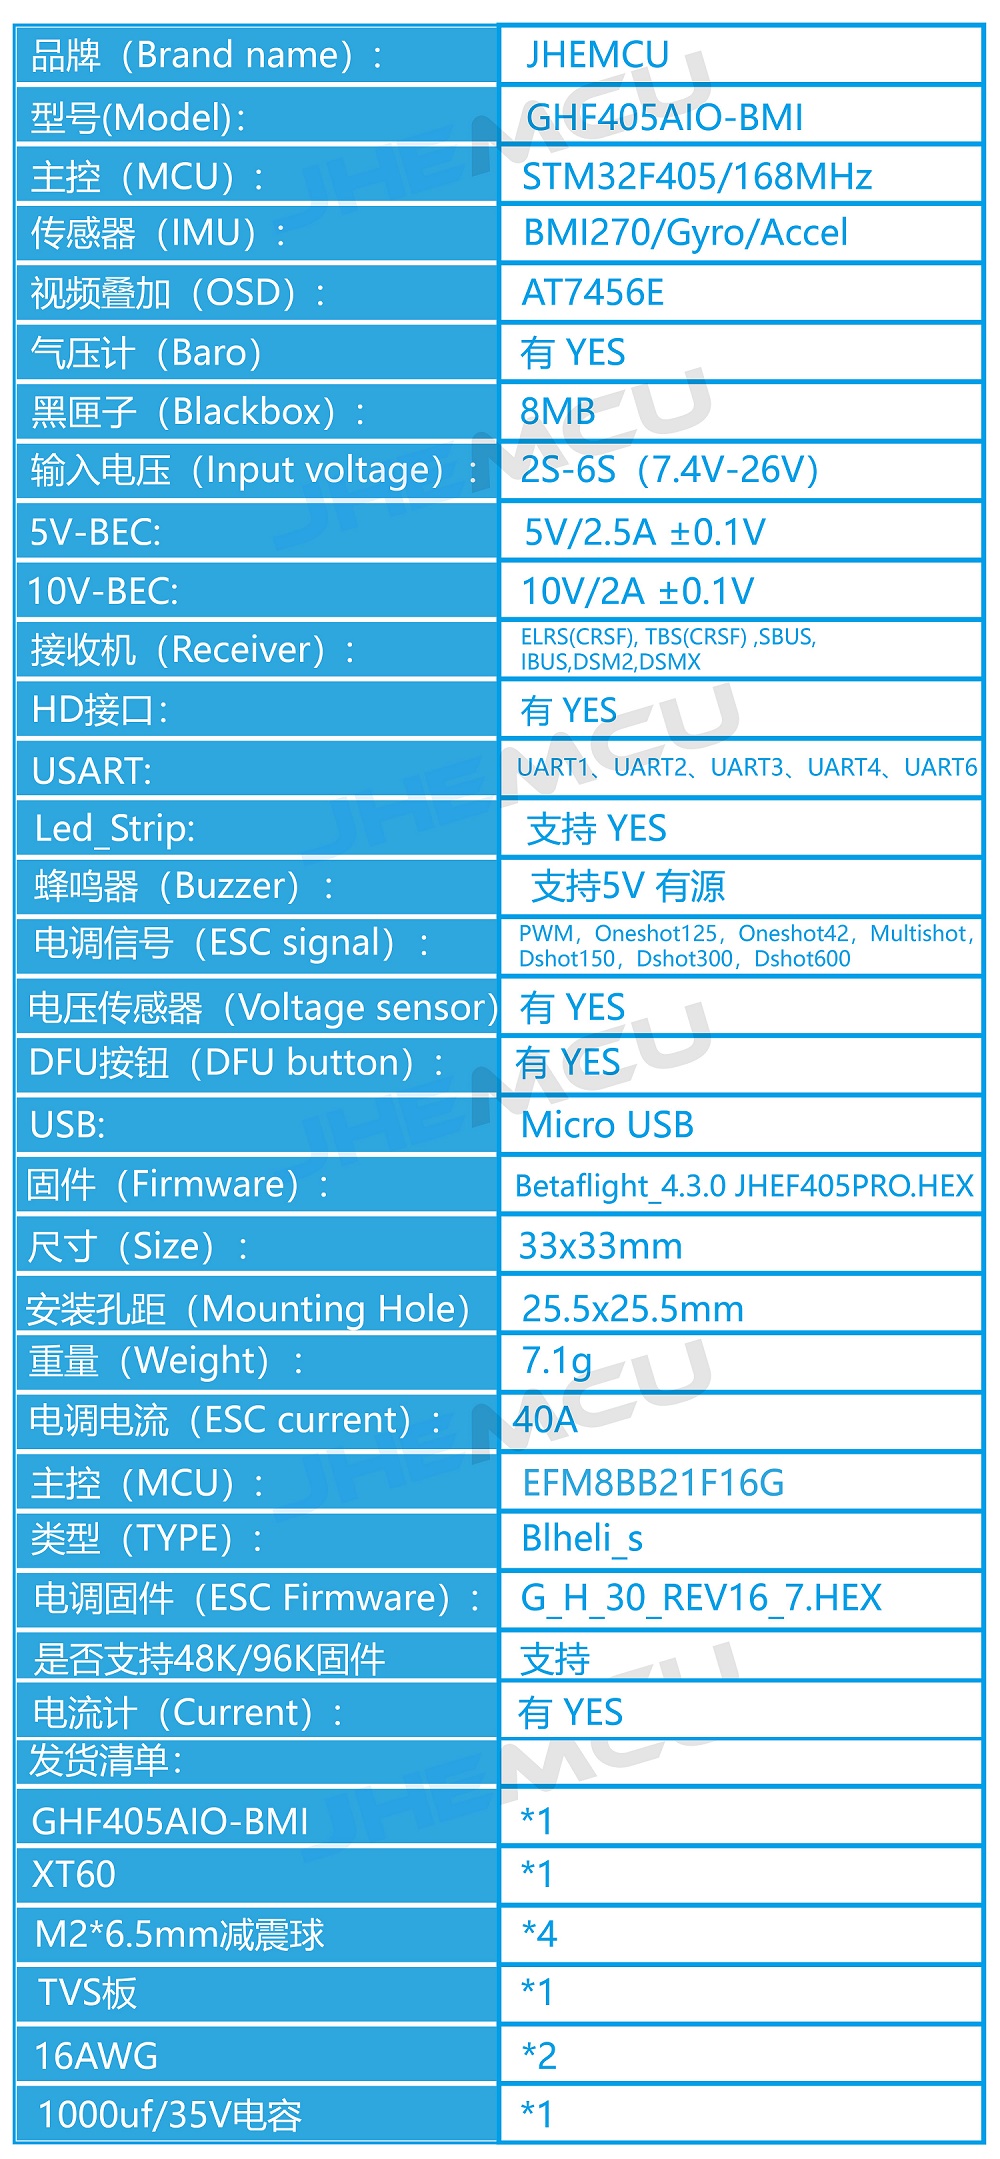 品牌（Brand name）: JHEMCU
型号(Model): GHF405AIO-BMI
主控（MCU）: STM32F405/168MHz
传感器（IMU）: BMI270/Gyro/Accel
视频叠加（OSD）: AT7456E
气压计（Baro） 有 YES
黑匣子（Blackbox）: 8MB
输入电压（Input voltage）: 2S-6S（7.4V-26V）
5V-BEC: 5V/2.5A ±0.1V
10V-BEC: 10V/2A ±0.1V
接收机（Receiver）: ELRS(CRSF), TBS(CRSF) ,SBUS,
IBUS,DSM2,DSMX
HD接口: 有 YES
USART: UART1、UART2、UART3、UART4、UART6
Led_Strip: 支持 YES
蜂鸣器（Buzzer）: 支持5V 有源
电调信号（ESC signal）: PWM，Oneshot125，Oneshot42，Multishot，
Dshot150，Dshot300，Dshot600
电压传感器（Voltage sensor） 有 YES
DFU按钮（DFU button）: 有 YES
USB: Micro USB
固件（Firmware）: Betaflight_4.3.0 JHEF405PRO.HEX
尺寸（Size）: 33x33mm
安装孔距（Mounting Hole） 25.5x25.5mm
重量（Weight）: 7.1g
电调电流（ESC current）: 40A
主控（MCU）: EFM8BB21F16G
类型（TYPE）: Blheli_s
电调固件（ESC Firmware）: G_H_30_REV16_7.HEX
是否支持48K/96K固件 支持
电流计（Current）: 有 YES
发货清单:
GHF405AIO-BMI *1
XT60 *1
M2*6.5mm减震球 *4
TVS板 *1
16AWG *2
1000uf/35V电容 *1
JHEMCU
JHEMCU
JHEMCU
JHEMCU
JHEMCU
JHEMCU